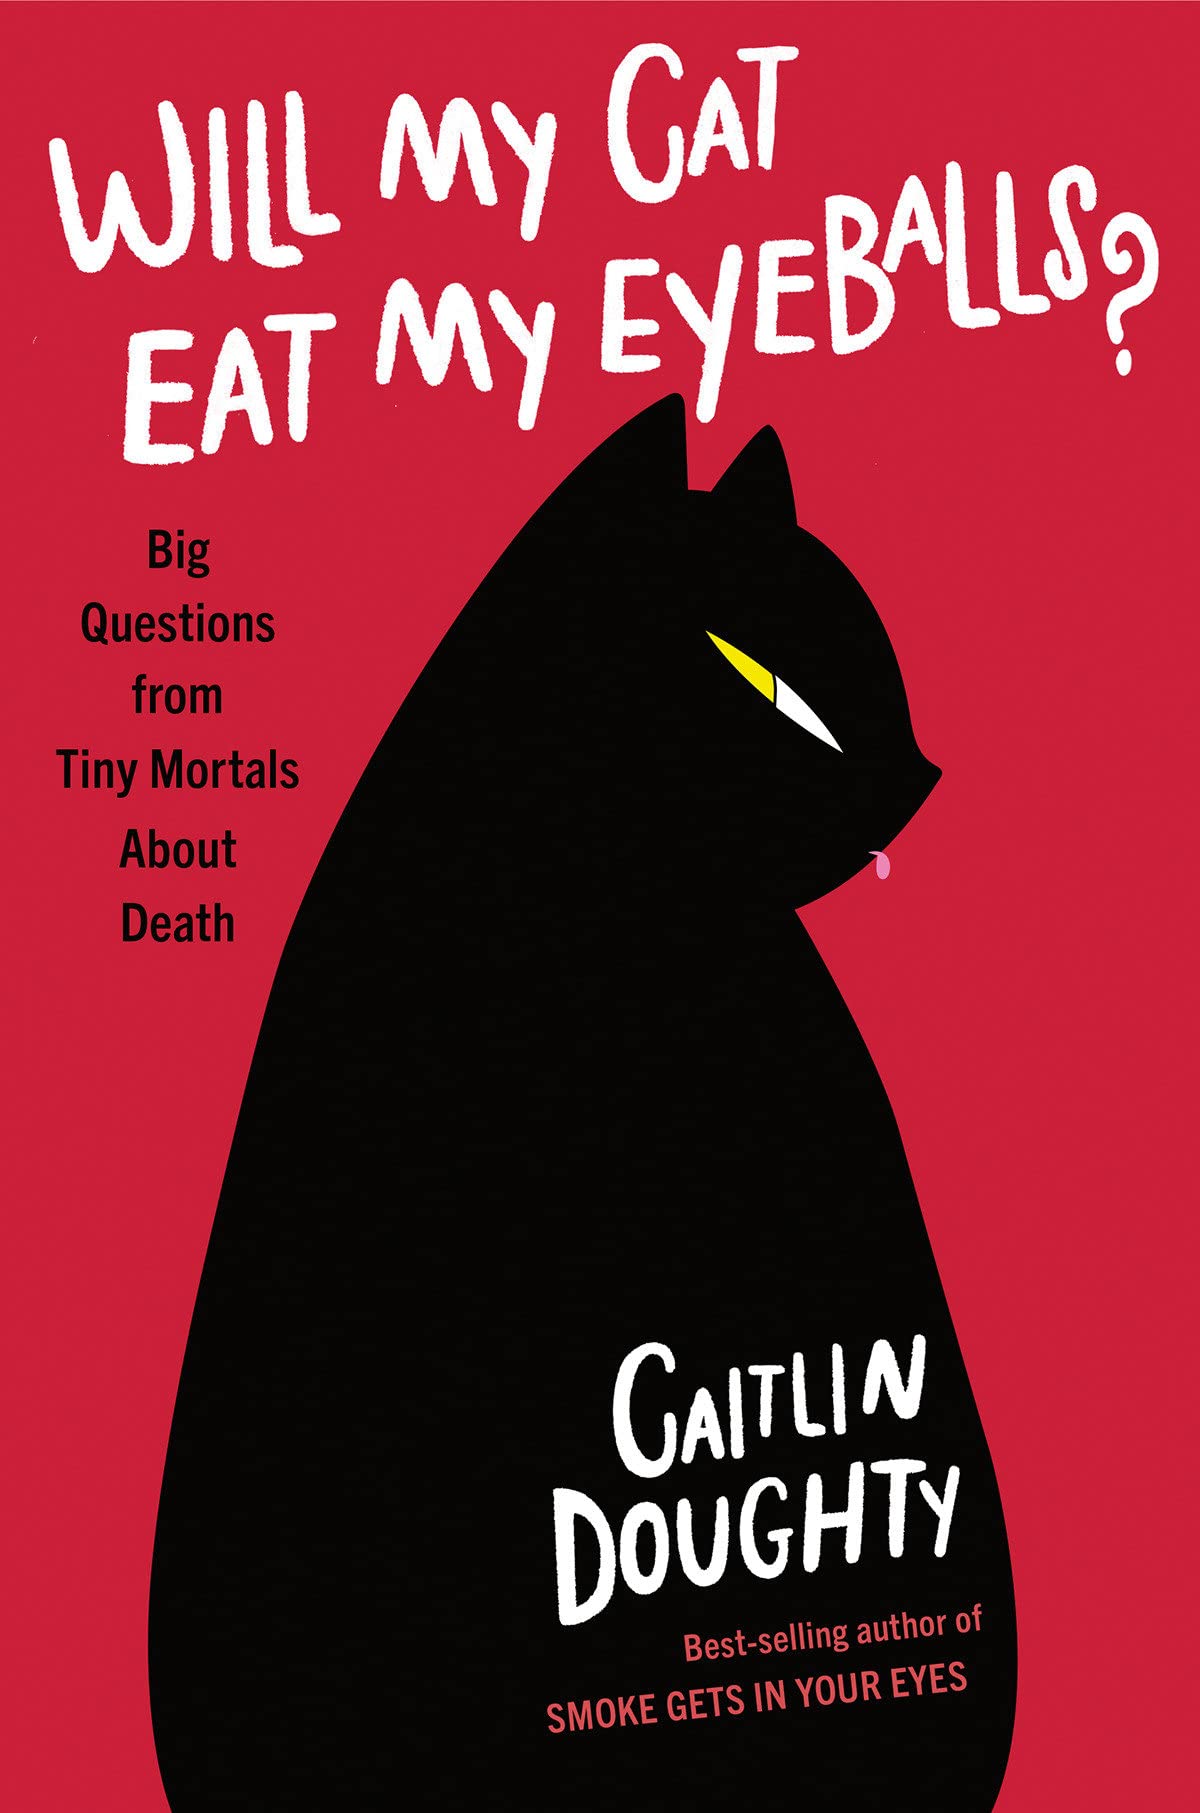 WILL MY CAT
EAT MY EYEBALLS?
Big
Questions
from
Tiny Mortals
About
Death
CAITLIN
DOUGHTY
Best-selling author of
SMOKE GETS IN YOUR EYES